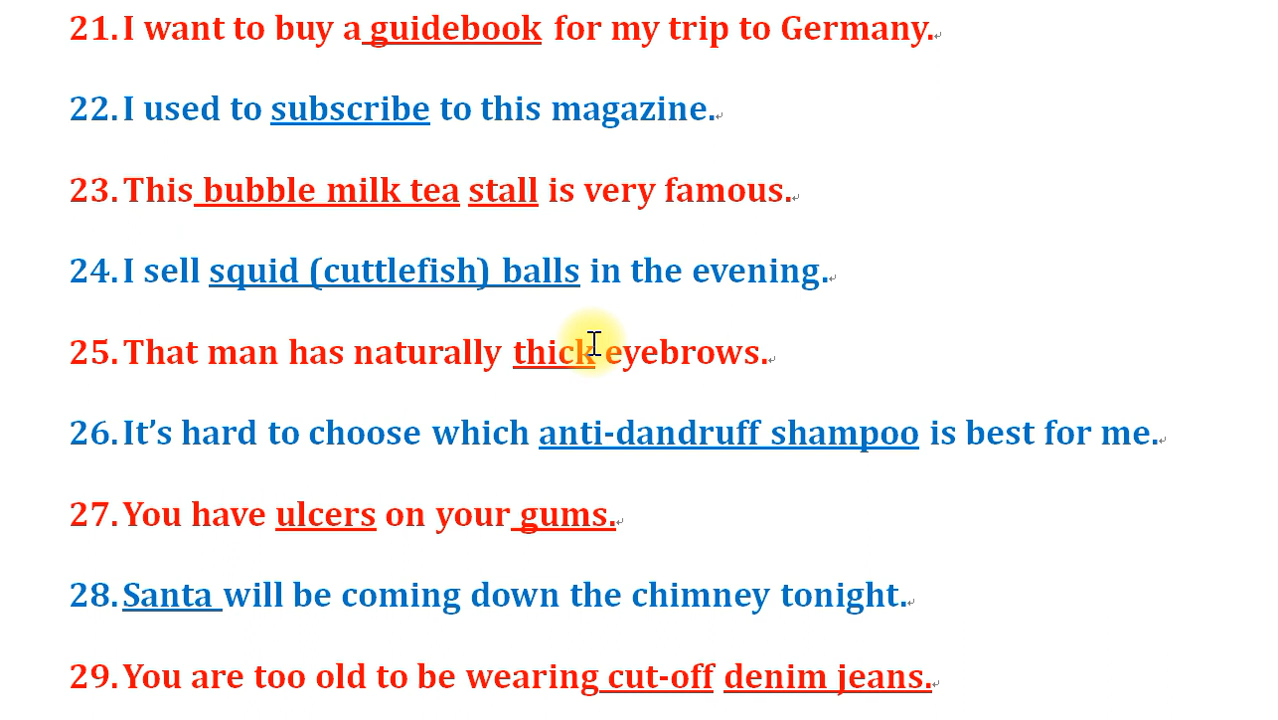 21. I want to buy a guidebook for my trip to Germany.
22. I used to subscribe to this magazine.
23. This bubble milk tea stall is very famous.
24. I sell squid (cuttlefish) balls in the evening.
25. That man has naturally thick eyebrows.
26. It’s hard to choose which anti-dandruff shampoo is best for me.
27. You have ulcers on your gums.
28. Santa will be coming down the chimney tonight.
29. You are too old to be wearing cut-off denim jeans.